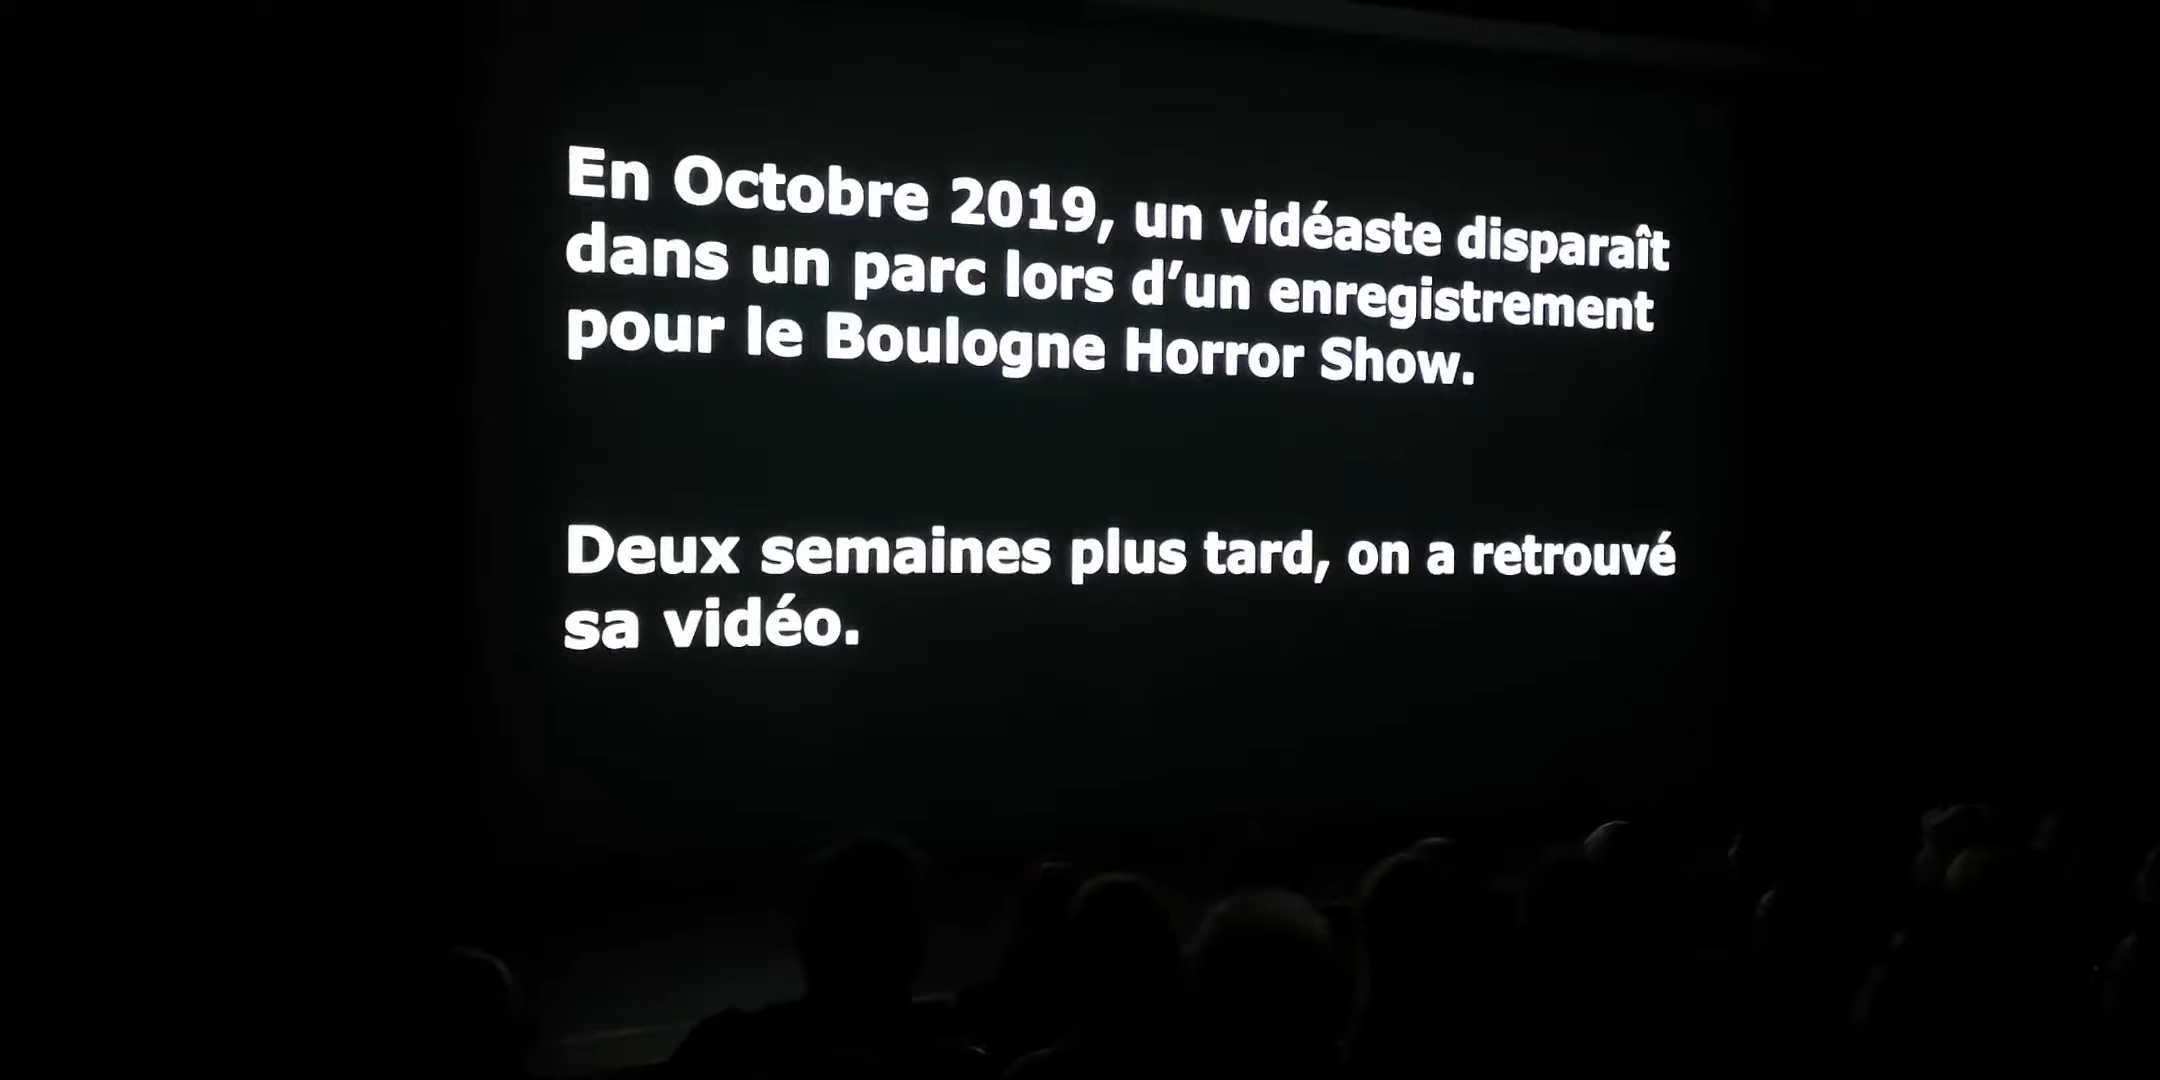 En Octobre 2019, un vidéaste disparaît
dans un parc lors d’un enregistrement
pour le Boulogne Horror Show.
Deux semaines plus tard, on a retrouvé
sa vidéo.